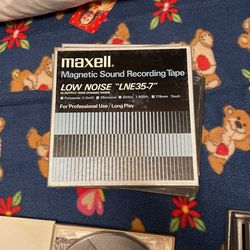 maxell
Magnetic Sound Recording Tape
LOW NOISE "LNE35-7"
For Professional Use/Long Play